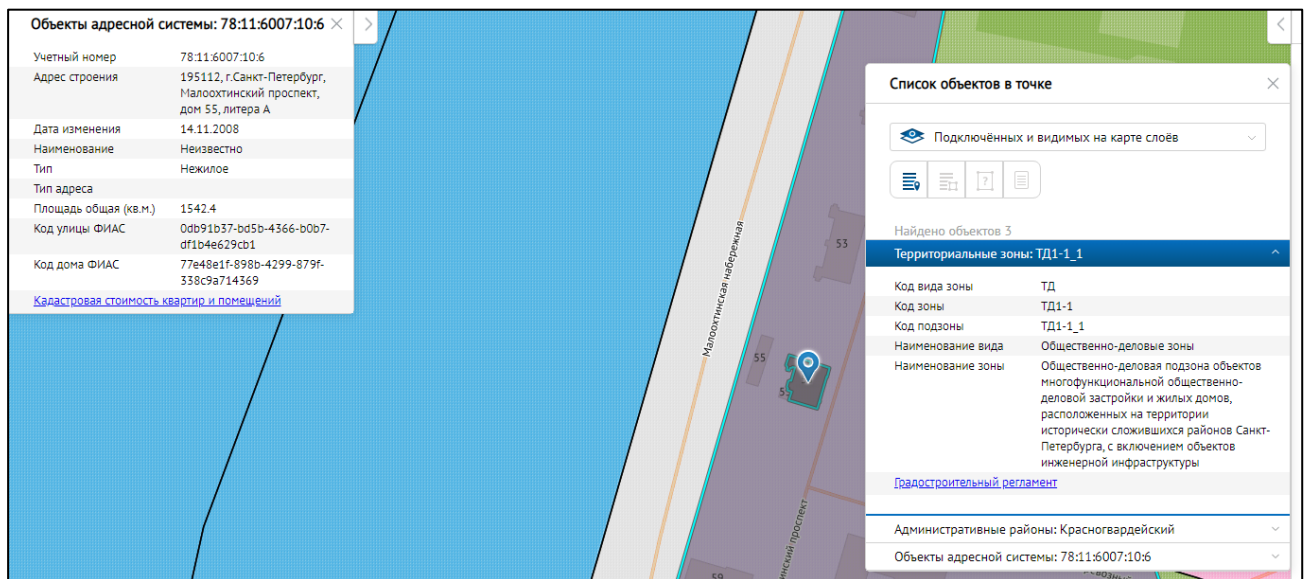 Объекты адресной системы: 78:11:6007:10:6
Учетный номер 78:11:6007:10:6
Адрес строения 195112, г.Санкт-Петербург,
Малоохтинский проспект,
дом 55, литера А
Дата изменения 14.11.2008
Наименование Неизвестно
Тип Нежилое
Тип адреса
Площадь общая (кв.м.) 1542.4
Код улицы ФИАС 0db91b37-bd5b-4366-b0b7-
df1b4e629cb1
Код дома ФИАС 77e48e1f-898b-4299-879f-
338c9a714369
Кадастровая стоимость квартир и помещений
Малоохтинская набережная
53
55
59
Список объектов в точке
Подключённых и видимых на карте слоёв
?
Найдено объектов 3
Территориальные зоны: ТД1-1_1
Код вида зоны ТД
Код зоны ТД1-1
Код подзоны ТД1-1_1
Наименование вида Общественно-деловые зоны
Наименование зоны Общественно-деловая подзона объектов
многофункциональной общественно-
деловой застройки и жилых домов,
расположенных на территории
исторически сложившихся районов Санкт-
Петербурга, с включением объектов
инженерной инфраструктуры
Градостроительный регламент
Административные районы: Красногвардейский
Объекты адресной системы: 78:11:6007:10:6